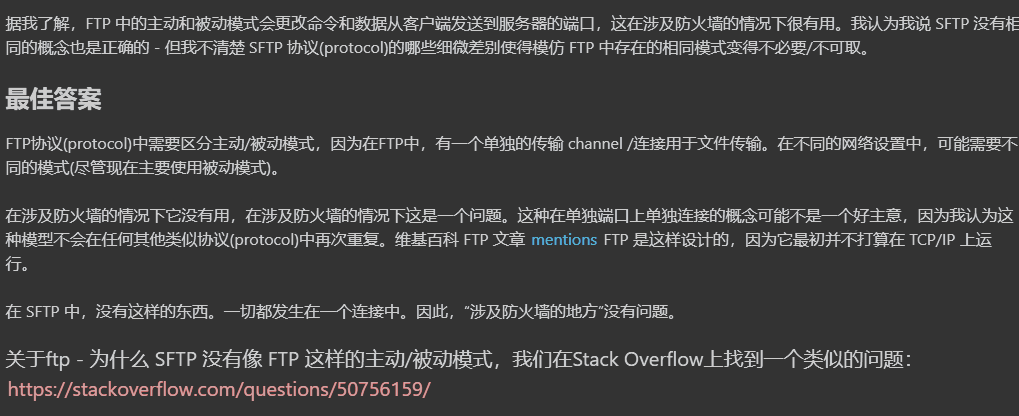 据我了解，FTP 中的主动和被动模式会更改命令和数据从客户端发送到服务器的端口，这在涉及防火墙的情况下很有用。我认为我说 SFTP 没有相
同的概念也是正确的 - 但我不清楚 SFTP 协议(protocol)的哪些细微差别使得模仿 FTP 中存在的相同模式变得不必要/不可取。
最佳答案
FTP协议(protocol)中需要区分主动/被动模式，因为在FTP中，有一个单独的传输 channel /连接用于文件传输。在不同的网络设置中，可能需要不
同的模式(尽管现在主要使用被动模式)。
在涉及防火墙的情况下它没有用，在涉及防火墙的情况下这是一个问题。这种在单独端口上单独连接的概念可能不是一个好主意，因为我认为这
种模型不会在任何其他类似协议(protocol)中再次重复。维基百科 FTP 文章 mentions FTP 是这样设计的，因为它最初并不打算在 TCP/IP 上运
行。
在 SFTP 中，没有这样的东西。一切都发生在一个连接中。因此，“涉及防火墙的地方”没有问题。
关于ftp - 为什么 SFTP 没有像 FTP 这样的主动/被动模式，我们在Stack Overflow上找到一个类似的问题：
https://stackoverflow.com/questions/50756159/